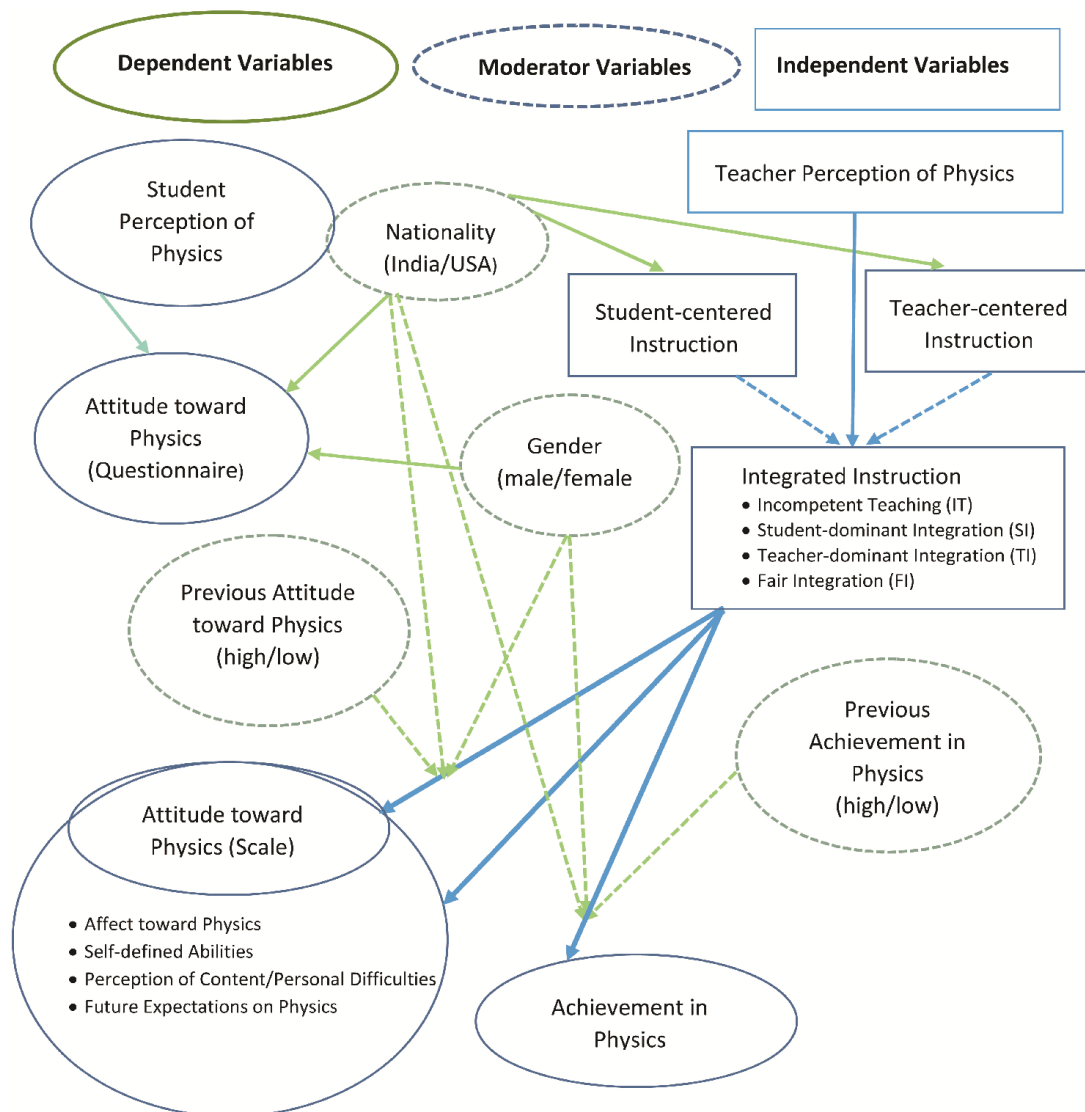 Dependent Variables
Moderator Variables
Independent Variables
Student
Perception of
Physics
Nationality
(India/USA)
Teacher Perception of Physics
Student-centered
Instruction
Teacher-centered
Instruction
Attitude toward
Physics
(Questionnaire)
Gender
(male/female
Integrated Instruction
• Incompetent Teaching (IT)
• Student-dominant Integration (SI)
• Teacher-dominant Integration (TI)
• Fair Integration (FI)
Previous Attitude
toward Physics
(high/low)
Previous
Achievement in
Physics
(high/low)
Attitude toward
Physics (Scale)
• Affect toward Physics
• Self-defined Abilities
• Perception of Content/Personal Difficulties
• Future Expectations on Physics
Achievement in
Physics